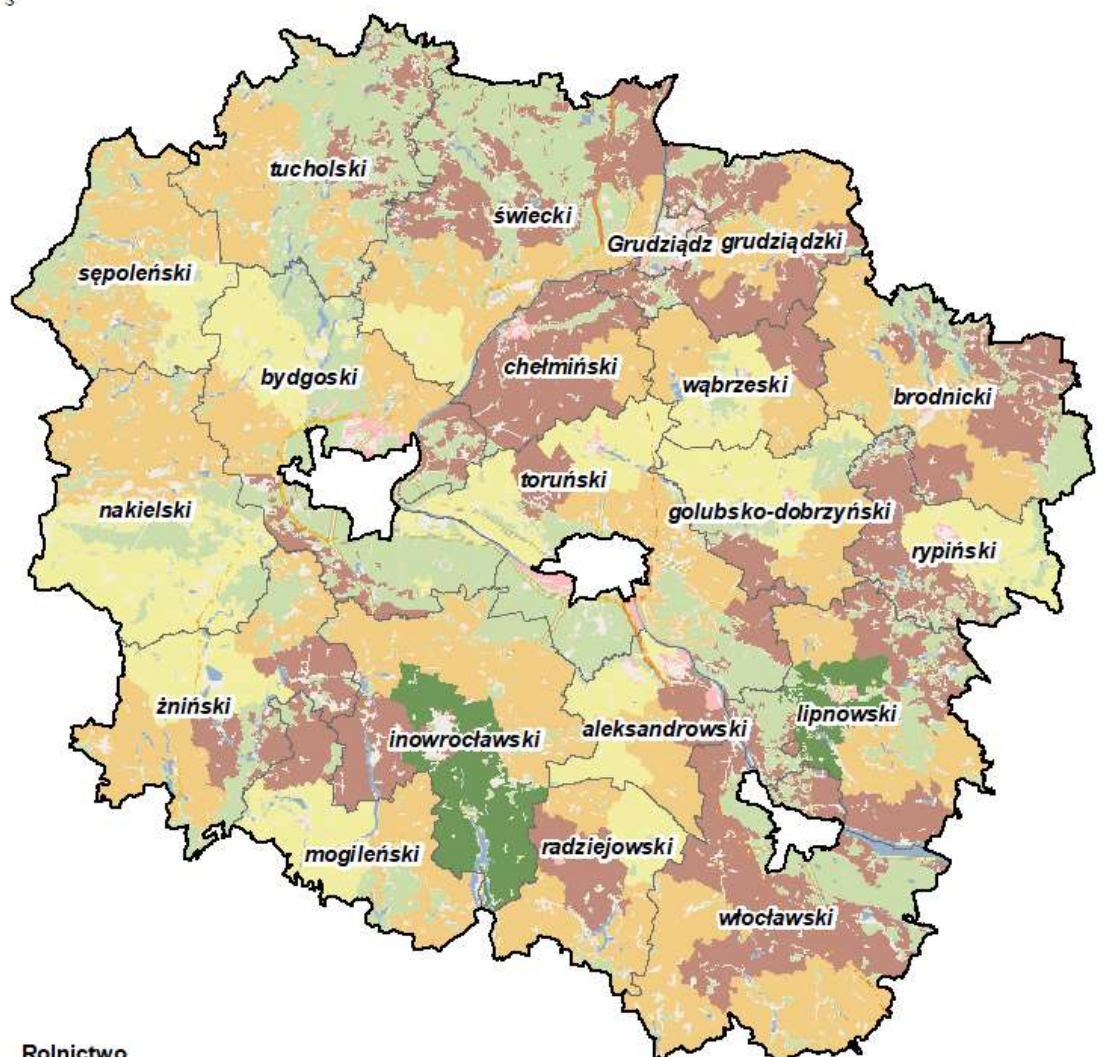 tucholski
świecki
Grudziądz grudziądzki
sępoleński
chełmiński
bydgoski
wąbrzeski
brodnicki
toruński
nakielski
golubsko-dobrzyński
rypiński
żniński
lipnowski
aleksandrowski
inowrocławski
mogileński
radziejowski
włocławski
Rolnictwo